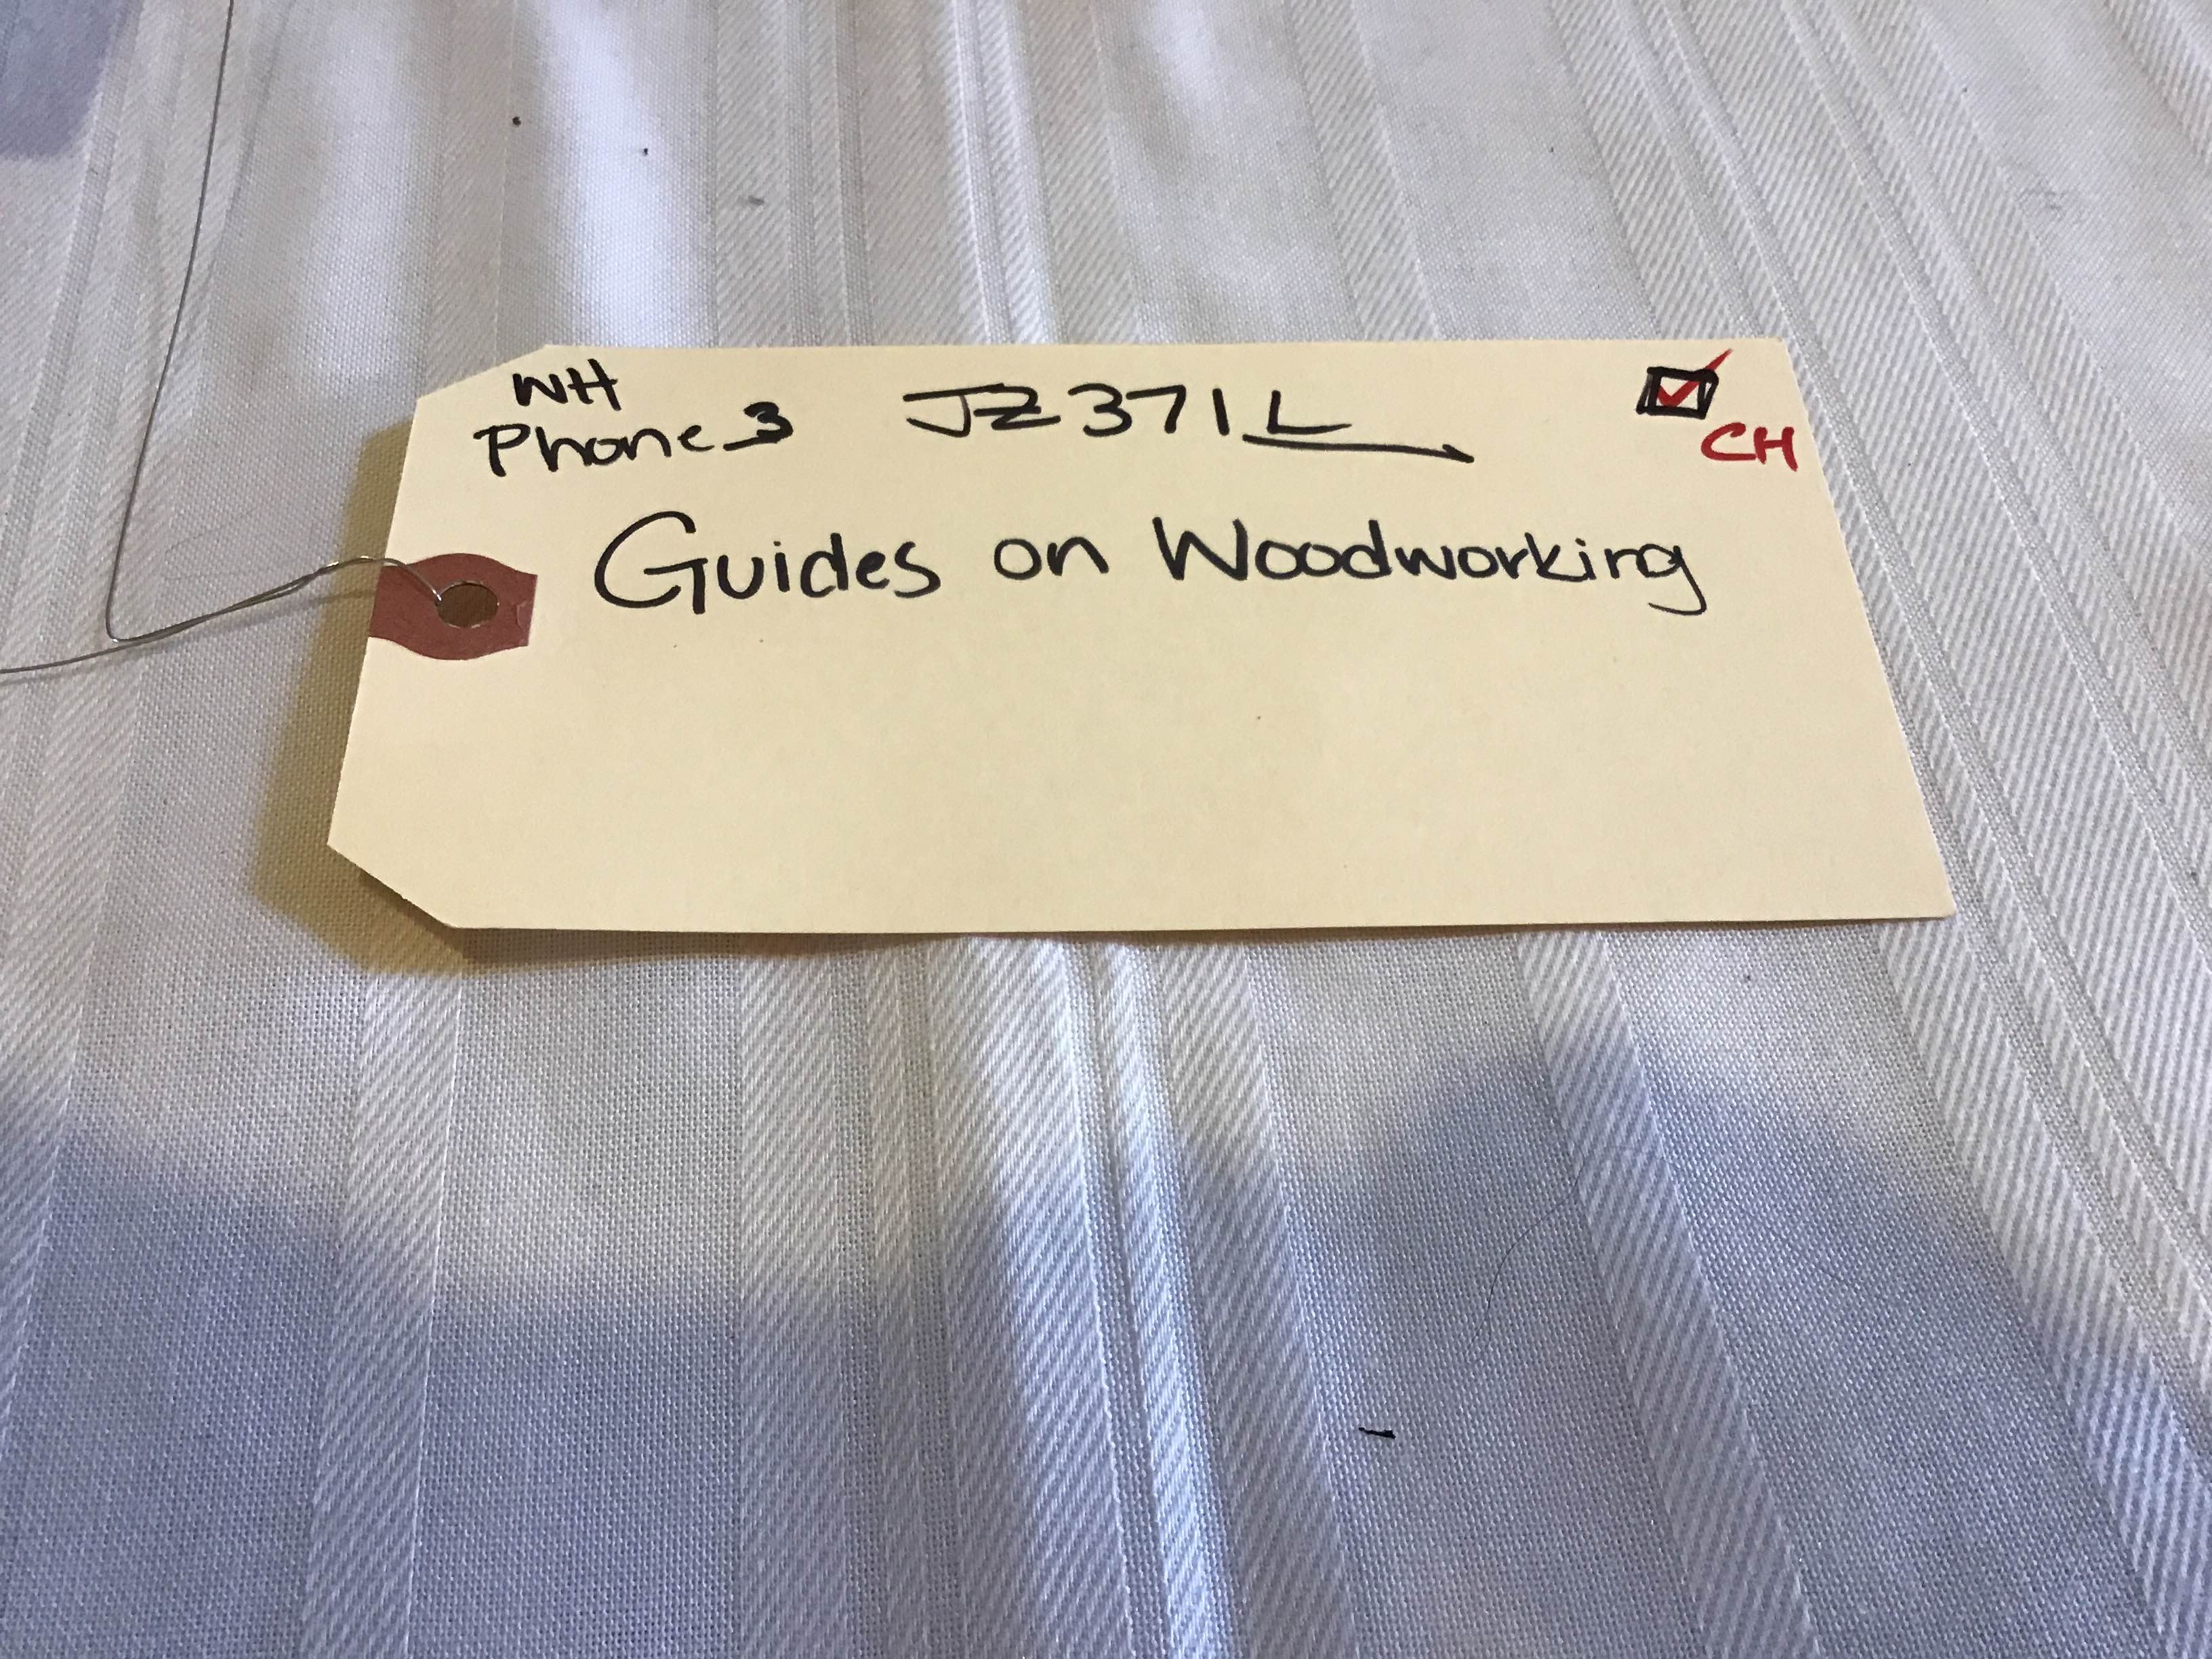 WH
Phone 3 JZ371L
CH
Guides on Woodworking